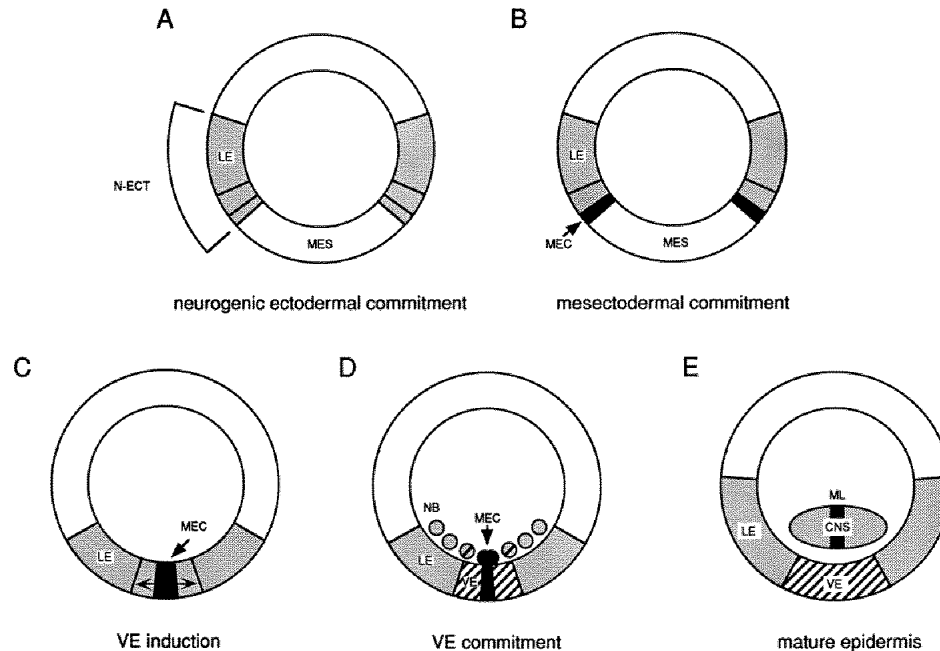 A
B
LE
N-ECT
MES
LE
MEC
MES
neurogenic ectodermal commitment
mesectodermal commitment
C
D
E
MEC
LE
NB
MEC
LE
VE
ML
CNS
LE
VE
VE induction
VE commitment
mature epidermis